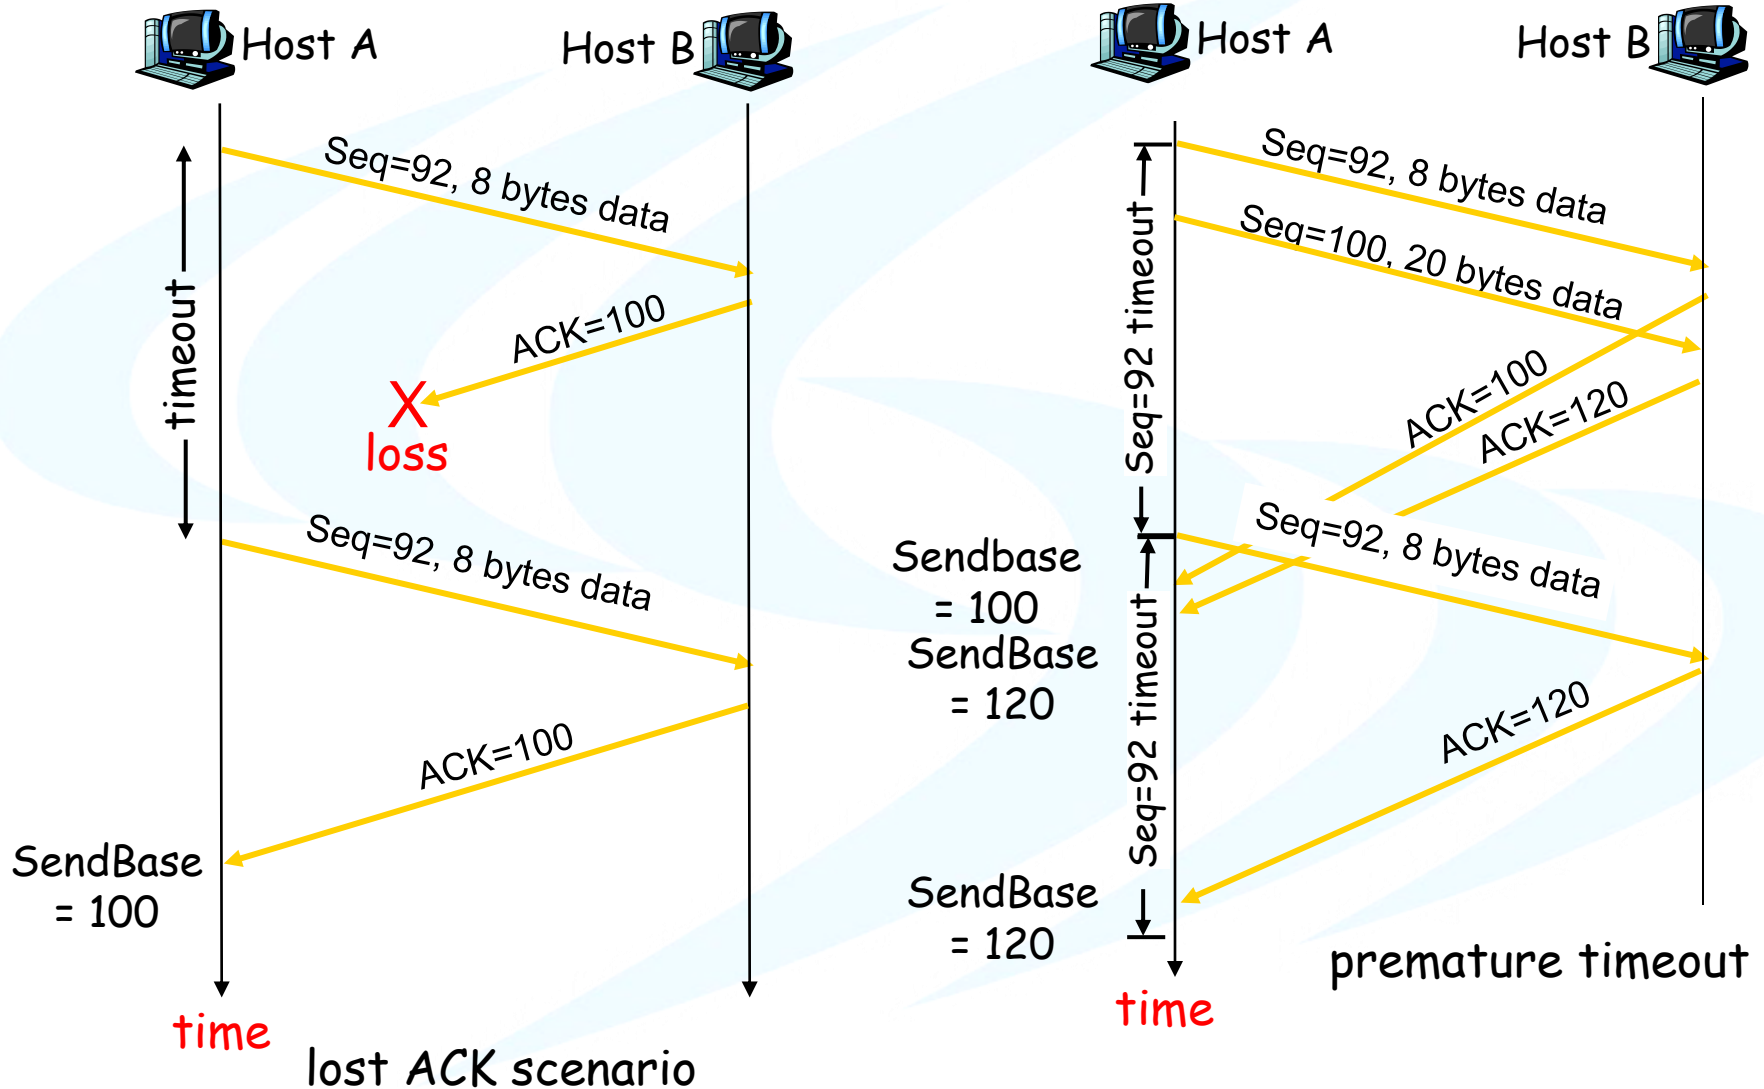 Host A
Host B
Seq=92, 8 bytes data
timeout
ACK=100
X
loss
Seq=92, 8 bytes data
ACK=100
SendBase
= 100
time
lost ACK scenario
Host A
Host B
Seq=92, 8 bytes data
Seq=100, 20 bytes data
Seq=92 timeout
ACK=100
ACK=120
Seq=92, 8 bytes data
Sendbase
= 100
SendBase
= 120
Seq=92 timeout
ACK=120
SendBase
= 120
premature timeout
time